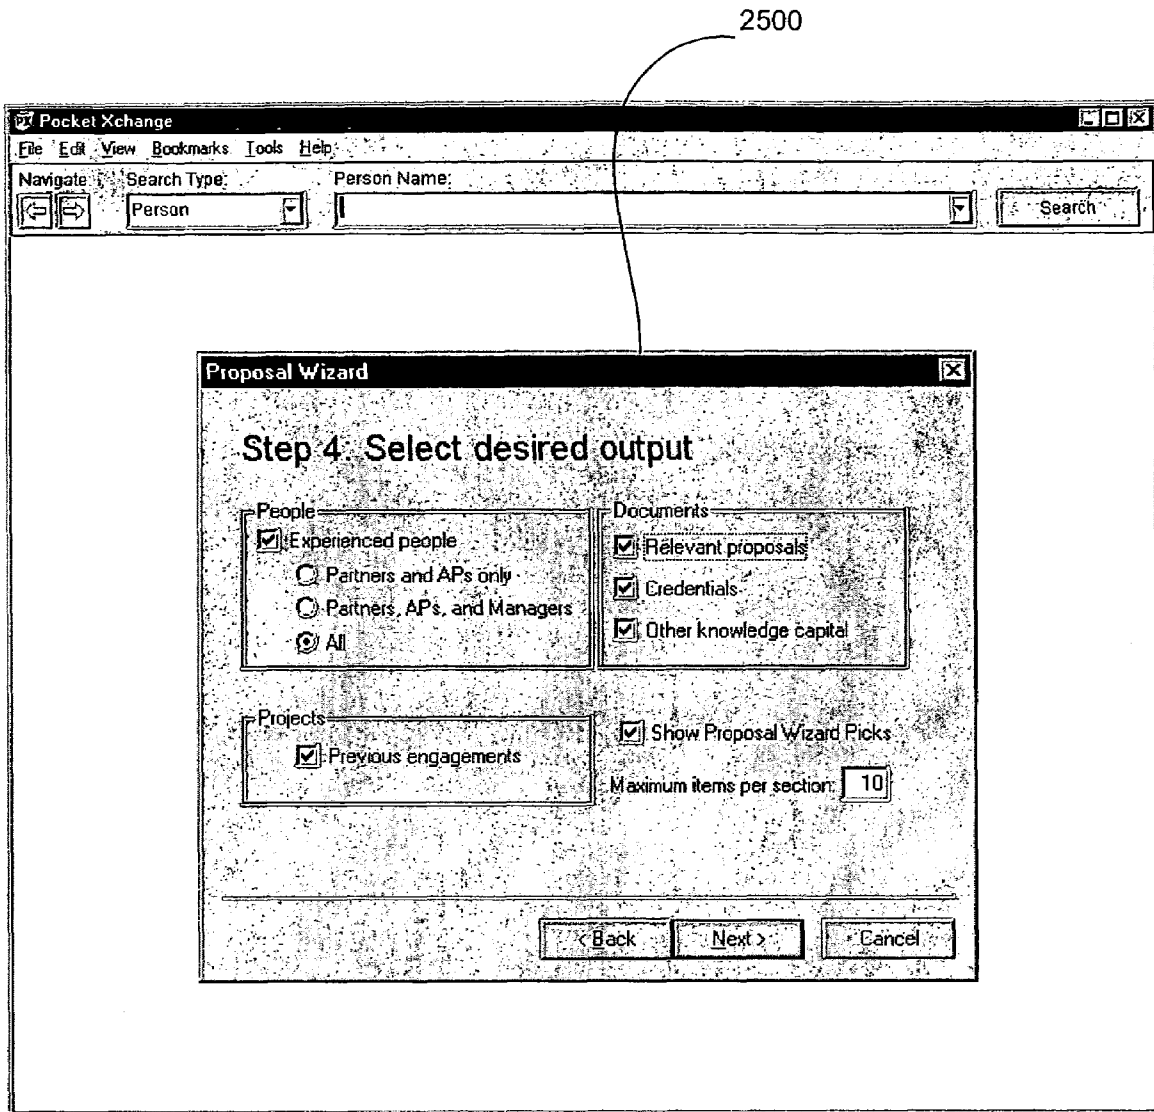 2500
Pocket Xchange
File Edit View Bookmarks Tools Help
Navigate Search Type: Person Name:
Person Search
Proposal Wizard
Step 4. Select desired output
People Documents
Experienced people Relevant proposals
Partners and APs only Credentials
Partners, APs, and Managers Other knowledge capital
All
Projects Show Proposal Wizard Picks
Previous engagements Maximum items per section: 10
< Back Next > Cancel